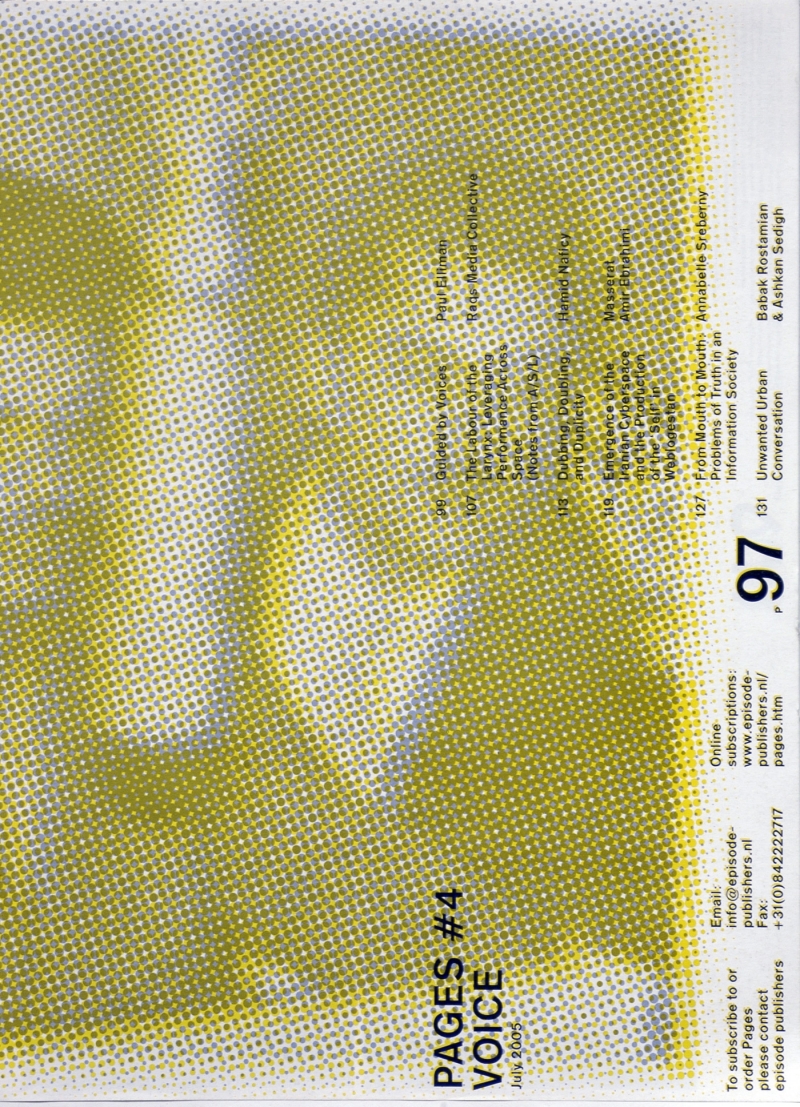 PAGES #4
VOICE
July 2005
99 Guided by Voices Paul Elliman
107 The Labour of the Raqs Media Collective
Larynx: Leveraging
Performance Across
Space
(Notes from A/S/L)
113 Dubbing, Doubling, Hamid Naficy
and Duplicity
119 Emergence of the Masserat
Iranian Cyberspace Amir Ebrahimi
and the Production
of the 'Self' in
Weblogestan
127 From Mouth to Mouth: Annabelle Sreberny
Problems of Truth in an
Information Society
131 Unwanted Urban Babak Rostamian
Conversation & Ashkan Sedigh
To subscribe to or
order Pages
please contact
episode publishers
Email:
info@episode-
publishers.nl
Fax:
+31(0)842222717
Online
subscriptions:
www.episode-
publishers.nl/
pages.htm
P 97